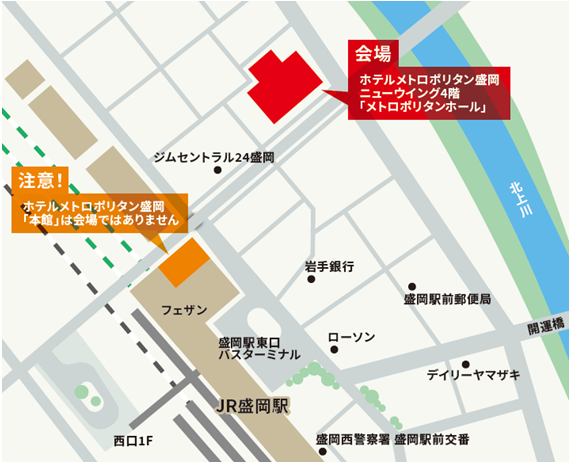 会場
ホテルメトロポリタン盛岡
ニューウイング4階
「メトロポリタンホール」
ジムセントラル24盛岡
注意！
ホテルメトロポリタン盛岡
「本館」は会場ではありません
北上川
岩手銀行
盛岡駅前郵便局
フェザン
開運橋
盛岡駅東口
バスターミナル
ローソン
デイリーヤマザキ
JR盛岡駅
西口1F
盛岡西警察署 盛岡駅前交番